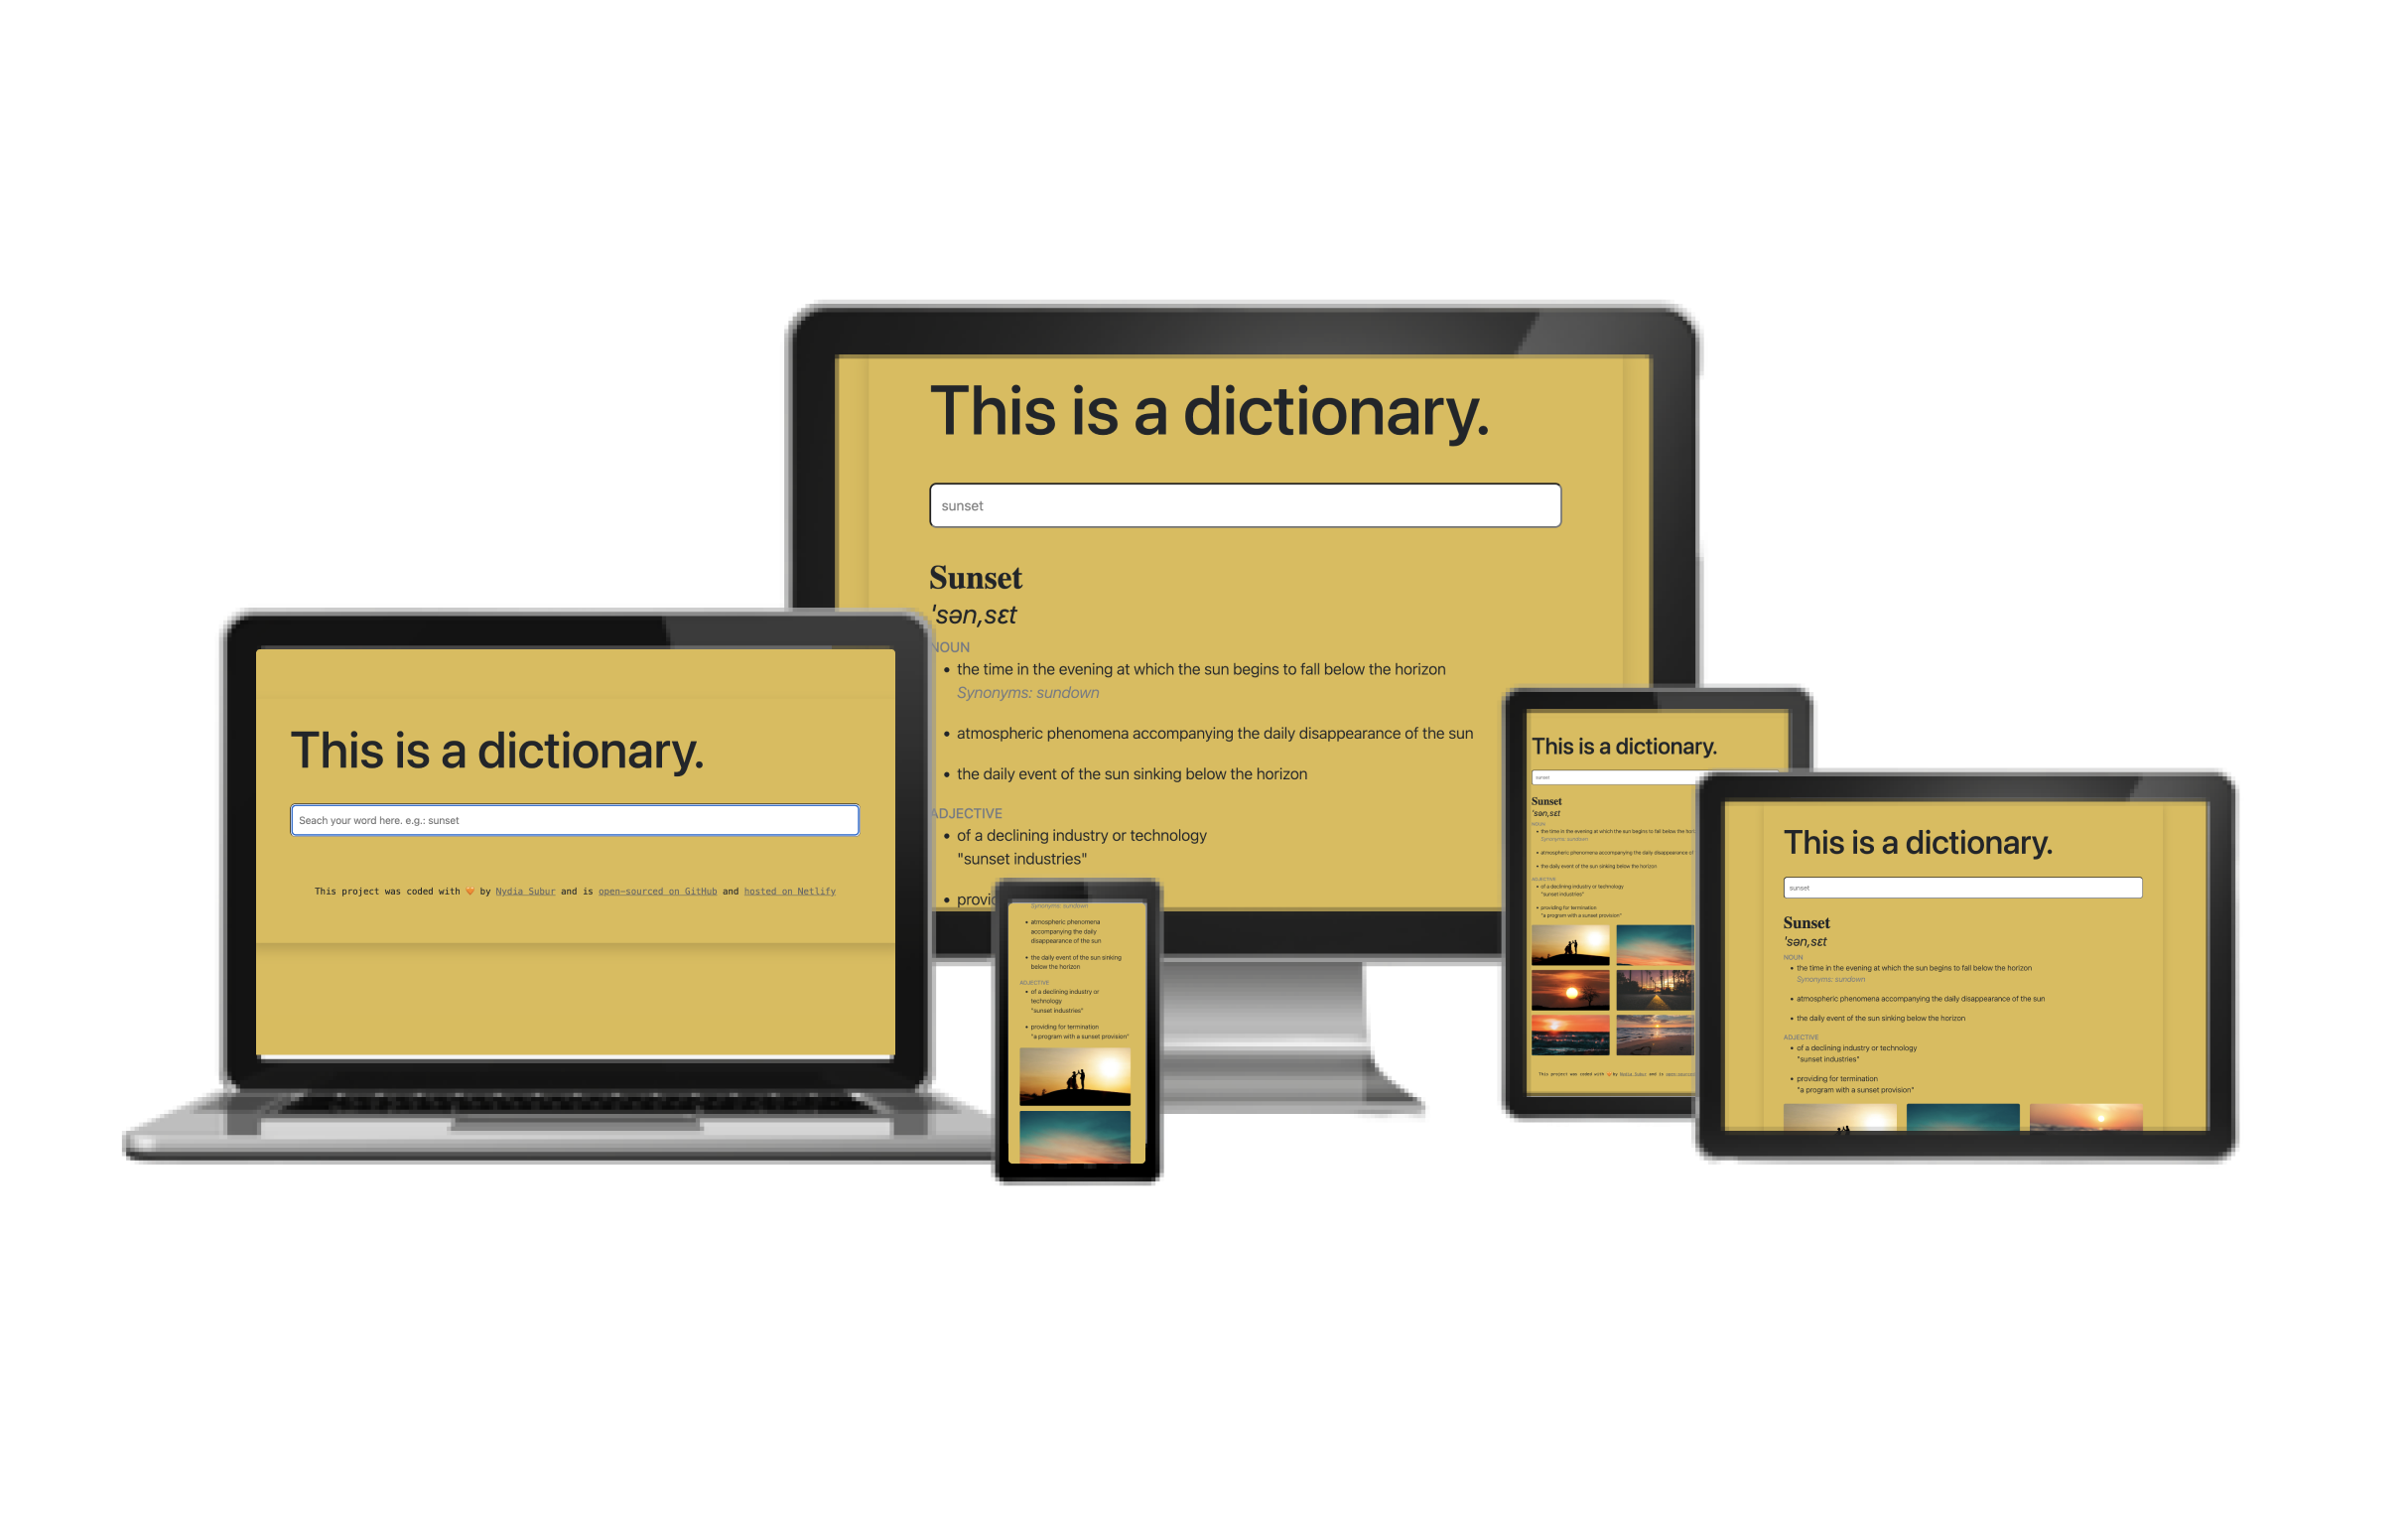 This is a dictionary.
sunset
Sunset
'sən,sɛt
NOUN
• the time in the evening at which the sun begins to fall below the horizon
Synonyms: sundown
• atmospheric phenomena accompanying the daily disappearance of the sun
• the daily event of the sun sinking below the horizon
ADJECTIVE
• of a declining industry or technology
"sunset industries"
• provid
This is a dictionary.
Seach your word here. e.g.: sunset
This project was coded with by Nydia Subur and is open-sourced on GitHub and hosted on Netlify
Synonyms: sundown
• atmospheric phenomena
accompanying the daily
disappearance of the sun
• the daily event of the sun sinking
below the horizon
ADJECTIVE
• of a declining industry or
technology
"sunset industries"
• providing for termination
"a program with a sunset provision"
This is a dictionary.
sunset
Sunset
'sən,sɛt
NOUN
• the time in the evening at which the sun begins to fall below the hori
Synonyms: sundown
• atmospheric phenomena accompanying the daily disappearance of
• the daily event of the sun sinking below the horizon
ADJECTIVE
• of a declining industry or technology
"sunset industries"
• providing for termination
"a program with a sunset provision"
This project was coded with by Nydia Subur and is open-sourced
This is a dictionary.
sunset
Sunset
'sən,sɛt
NOUN
• the time in the evening at which the sun begins to fall below the horizon
Synonyms: sundown
• atmospheric phenomena accompanying the daily disappearance of the sun
• the daily event of the sun sinking below the horizon
ADJECTIVE
• of a declining industry or technology
"sunset industries"
• providing for termination
"a program with a sunset provision"